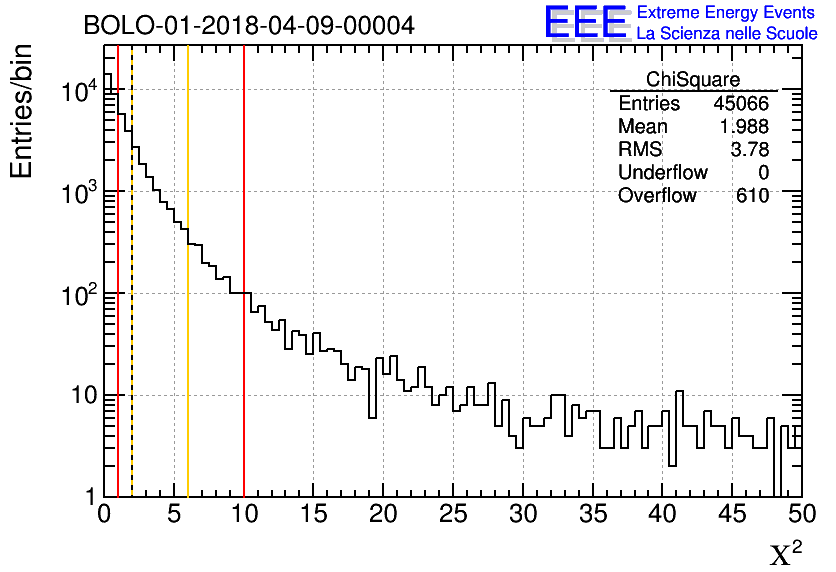 BOLO-01-2018-04-09-00004
EEE Extreme Energy Events
La Scienza nelle Scuole
Entries/bin
ChiSquare
Entries 45066
Mean 1.988
RMS 3.78
Underflow 0
Overflow 610
10⁴
10³
10²
10
1
0 5 10 15 20 25 30 35 40 45 50
X²